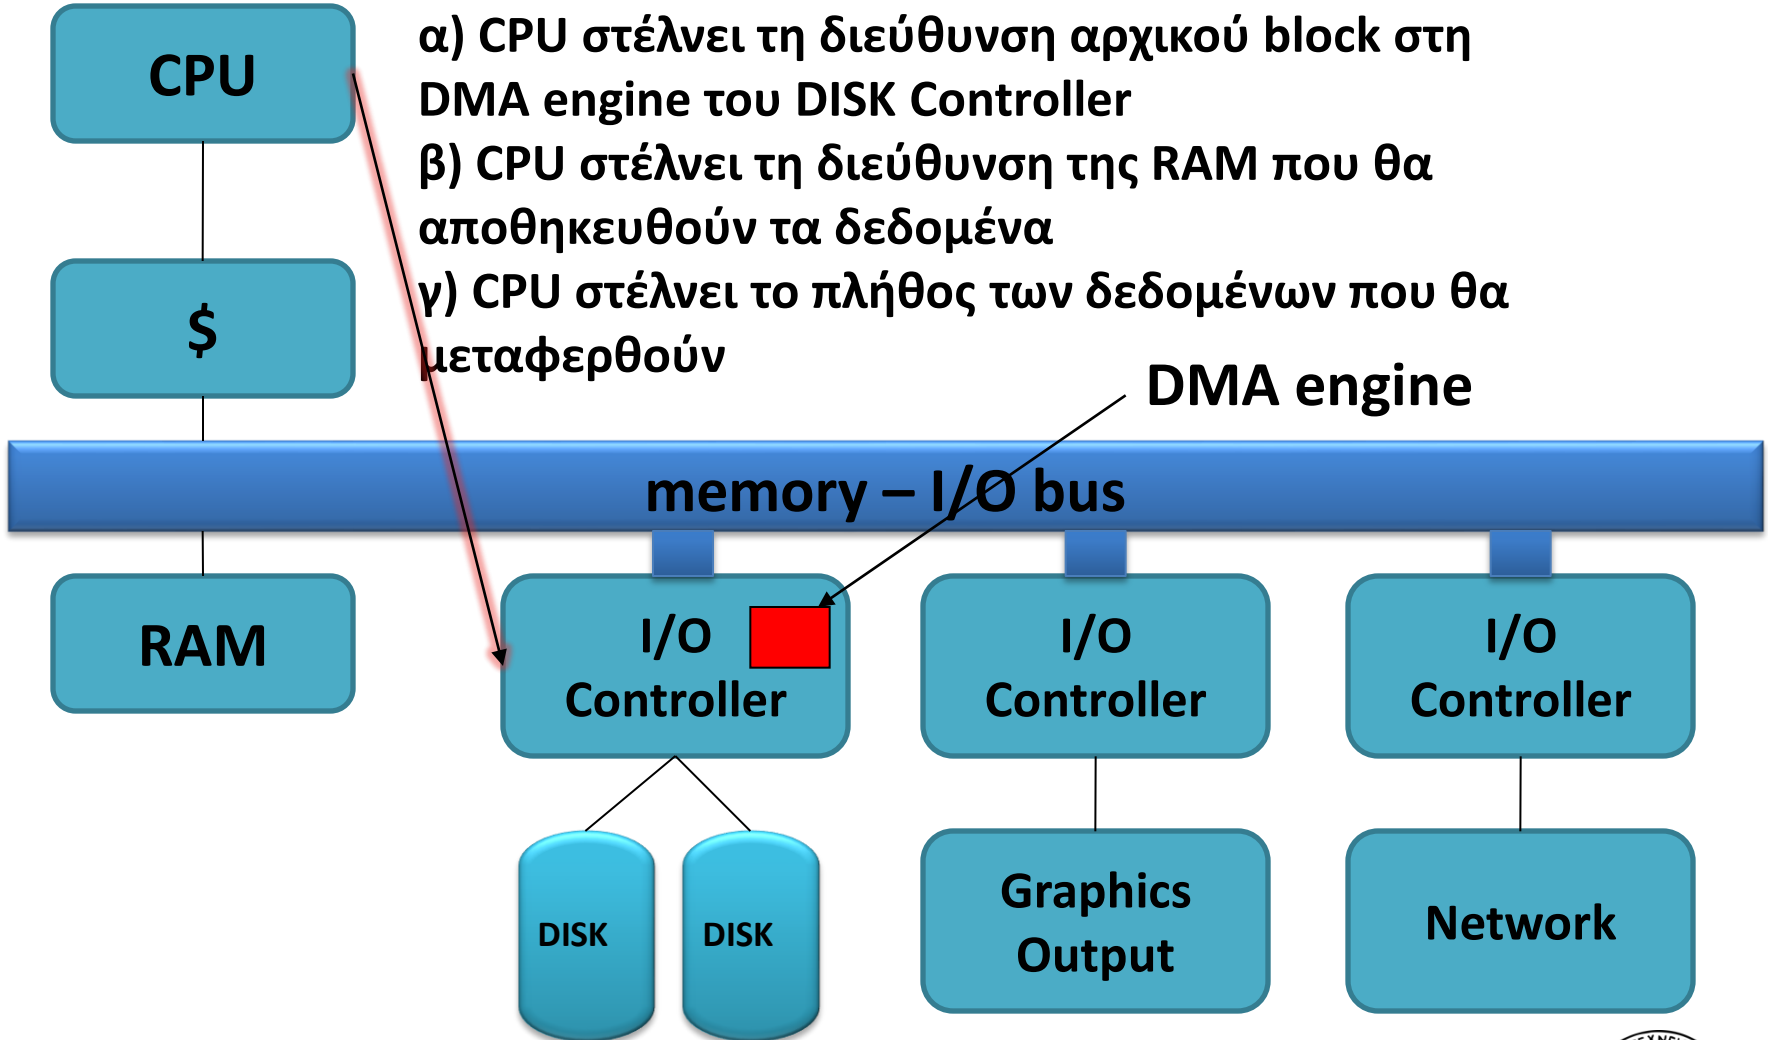 CPU
α) CPU στέλνει τη διεύθυνση αρχικού block στη
DMA engine του DISK Controller
β) CPU στέλνει τη διεύθυνση της RAM που θα
αποθηκευθούν τα δεδομένα
γ) CPU στέλνει το πλήθος των δεδομένων που θα
μεταφερθούν
$
DMA engine
memory – I/O bus
RAM
I/O
Controller
I/O
Controller
I/O
Controller
DISK
DISK
Graphics
Output
Network